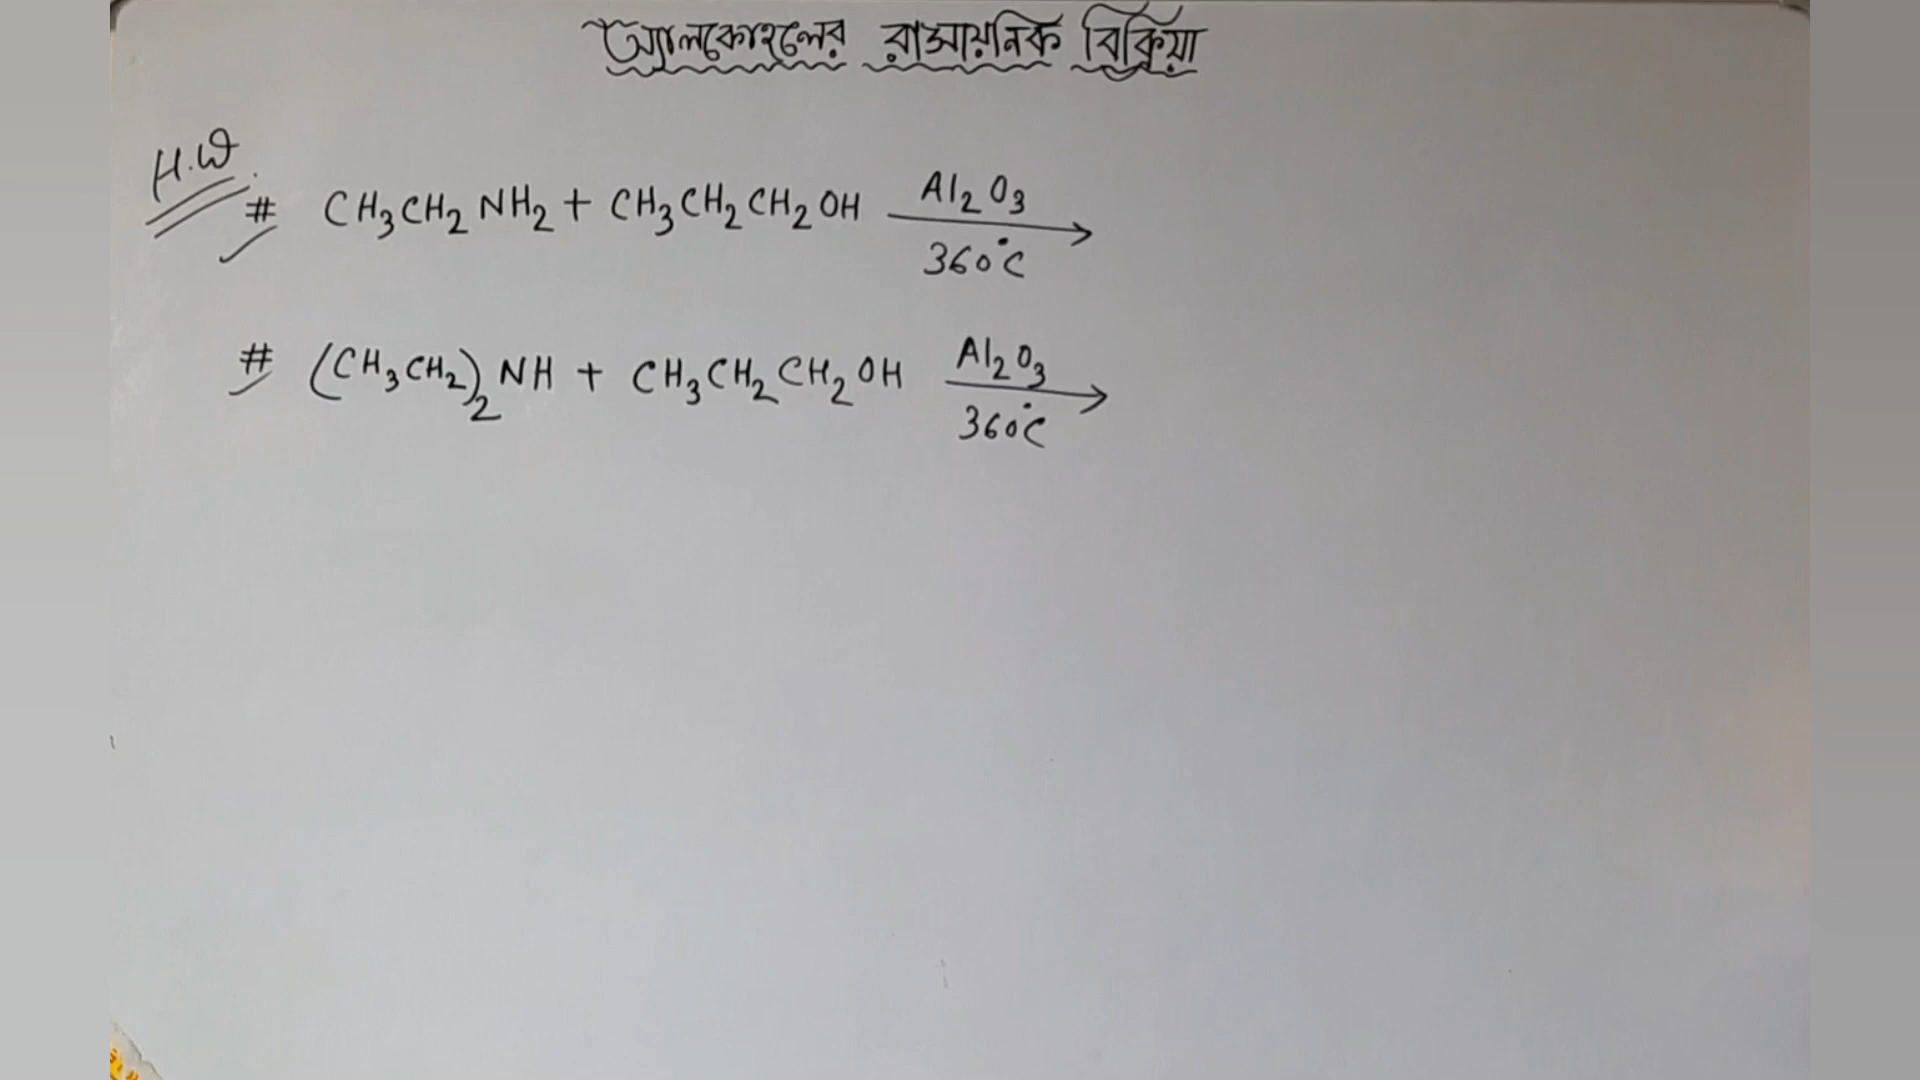 অ্যালকোহলের রাসায়নিক বিক্রিয়া
H.W.
# CH₃CH₂NH₂ + CH₃CH₂CH₂OH Al₂O₃ 360°C →
# (CH₃CH₂)₂NH + CH₃CH₂CH₂OH Al₂O₃ 360°C →